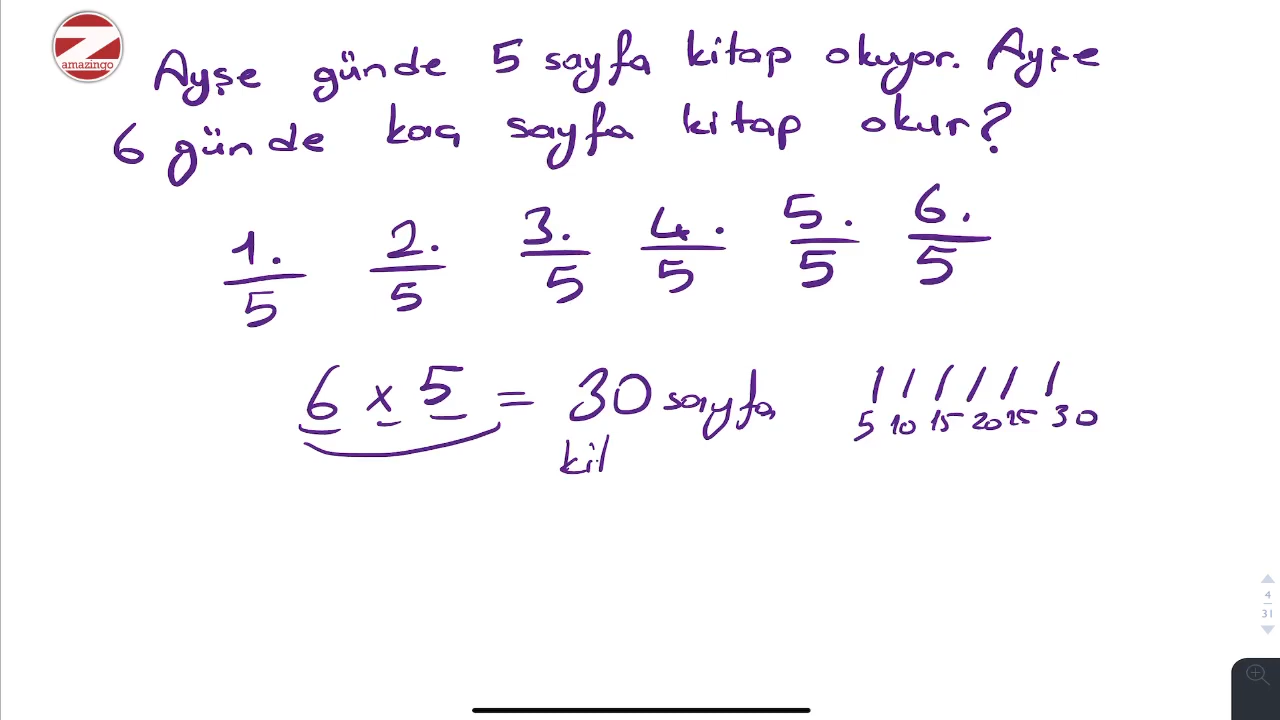 amazingo
Ayşe günde 5 sayfa kitap okuyor. Ayşe
6 günde kaç sayfa kitap okur?
1. 2. 3. 4. 5. 6.
5 5 5 5 5 5
6 x 5 = 30 sayfa
5 10 15 20 25 30
kit
4
31